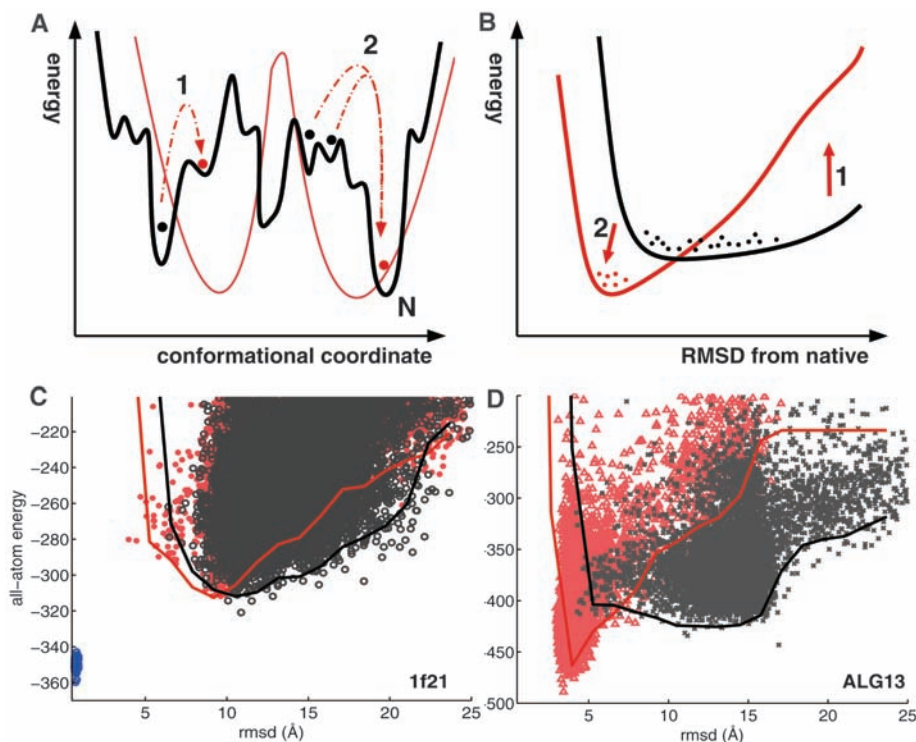 A
energy
1
2
N
conformational coordinate
B
energy
1
2
RMSD from native
C
all–atom energy
−220
−240
−260
−280
−300
−320
−340
−360
5
10
15
20
25
rmsd (Å)
1f21
D
−250
−300
−350
−400
−450
−500
5
10
15
20
25
rmsd (Å)
ALG13